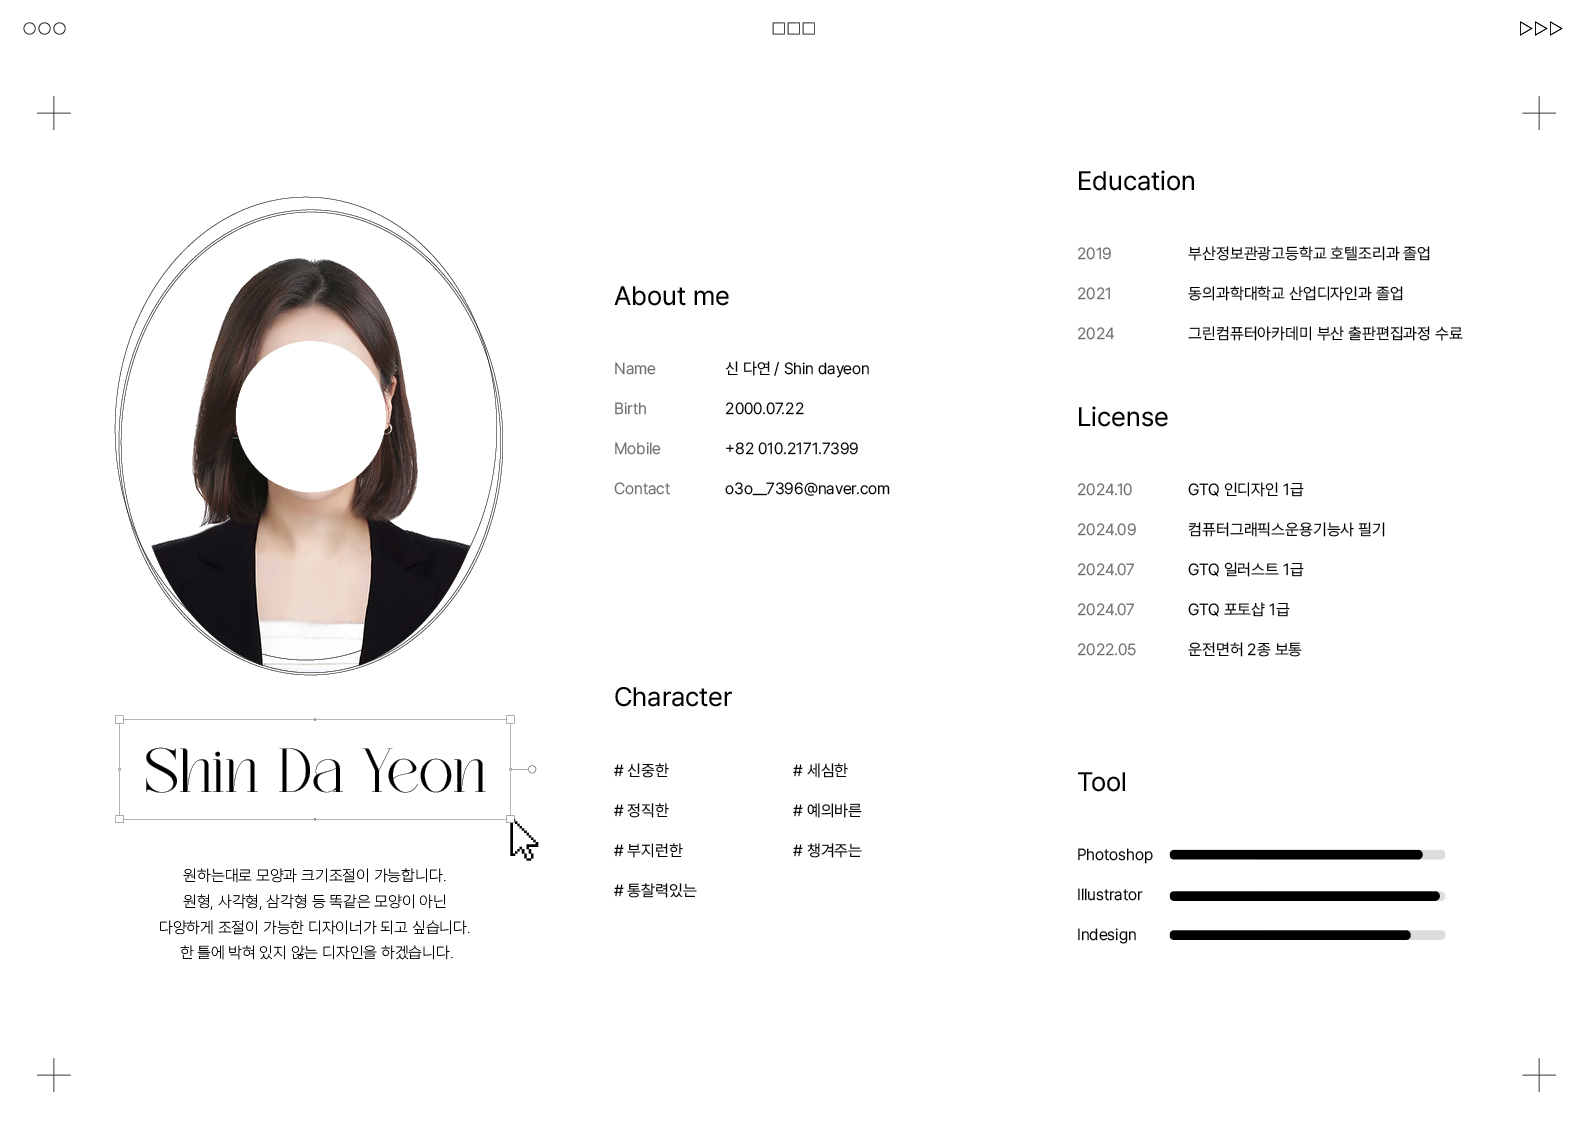 Shin Da Yeon
원하는대로 모양과 크기조절이 가능합니다.
원형, 사각형, 삼각형 등 똑같은 모양이 아닌
다양하게 조절이 가능한 디자이너가 되고 싶습니다.
한 틀에 박혀 있지 않는 디자인을 하겠습니다.
About me
Name 신 다연 / Shin dayeon
Birth 2000.07.22
Mobile +82 010.2171.7399
Contact o3o__7396@naver.com
Character
# 신중한 # 세심한
# 정직한 # 예의바른
# 부지런한 # 챙겨주는
# 통찰력있는
Education
2019 부산정보관광고등학교 호텔조리과 졸업
2021 동의과학대학교 산업디자인과 졸업
2024 그린컴퓨터아카데미 부산 출판편집과정 수료
License
2024.10 GTQ 인디자인 1급
2024.09 컴퓨터그래픽스운용기능사 필기
2024.07 GTQ 일러스트 1급
2024.07 GTQ 포토샵 1급
2022.05 운전면허 2종 보통
Tool
Photoshop
Illustrator
Indesign